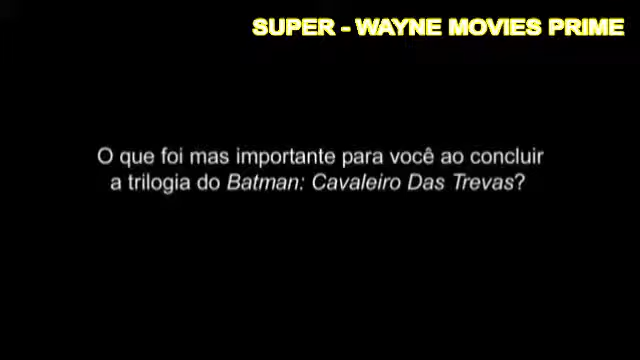 SUPER - WAYNE MOVIES PRIME
O que foi mas importante para você ao concluir
a trilogia do Batman: Cavaleiro Das Trevas?